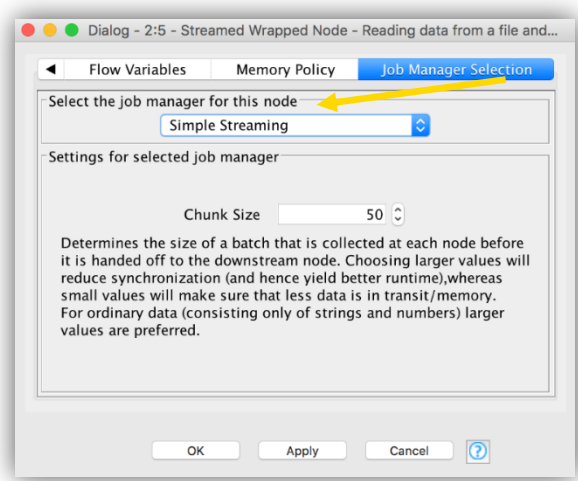 Dialog - 2:5 - Streamed Wrapped Node - Reading data from a file and...
Flow Variables Memory Policy Job Manager Selection
Select the job manager for this node
Simple Streaming
Settings for selected job manager
Chunk Size 50
Determines the size of a batch that is collected at each node before
it is handed off to the downstream node. Choosing larger values will
reduce synchronization (and hence yield better runtime),whereas
small values will make sure that less data is in transit/memory.
For ordinary data (consisting only of strings and numbers) larger
values are preferred.
OK Apply Cancel ?